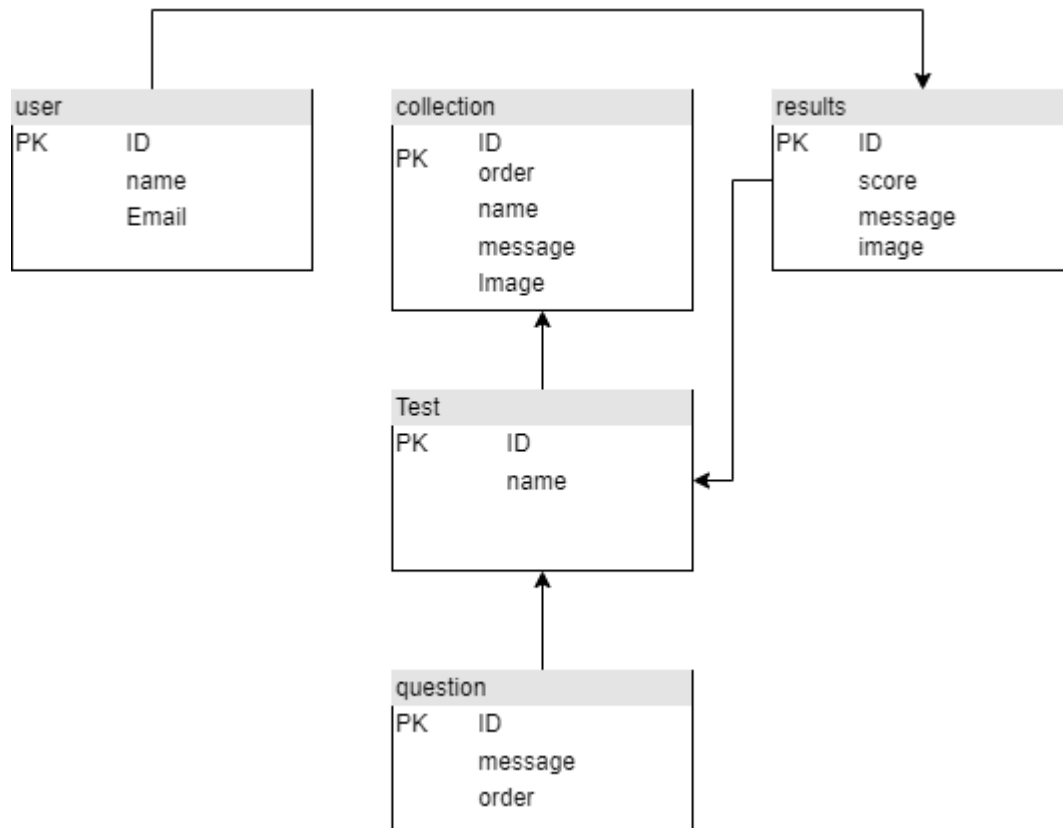 user
PK ID
name
Email
collection
PK ID
order
name
message
Image
results
PK ID
score
message
image
Test
PK ID
name
question
PK ID
message
order